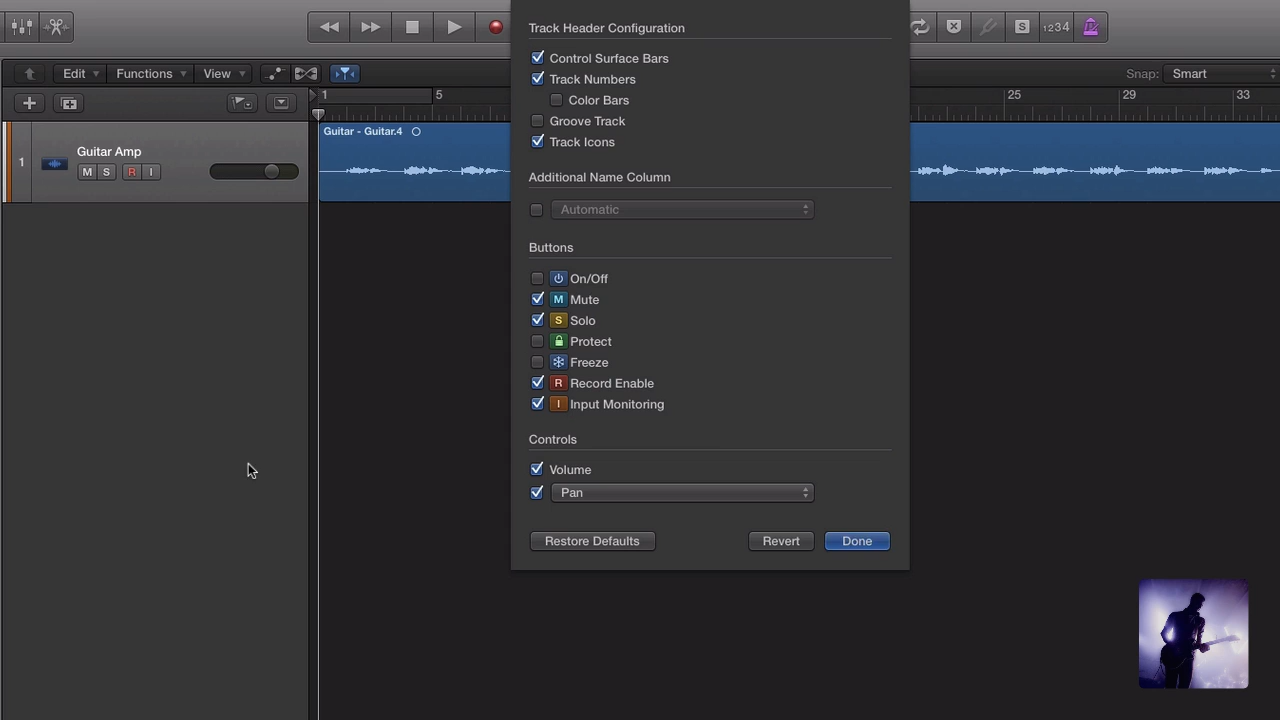 Track Header Configuration
Control Surface Bars
Track Numbers
Color Bars
Groove Track
Track Icons
Additional Name Column
Automatic
Buttons
On/Off
M Mute
S Solo
Protect
Freeze
R Record Enable
I Input Monitoring
Controls
Volume
Pan
Restore Defaults Revert Done
S 1234
Edit Functions View Snap: Smart
1 5 25 29 33
1 Guitar Amp
M S R I
Guitar - Guitar.4